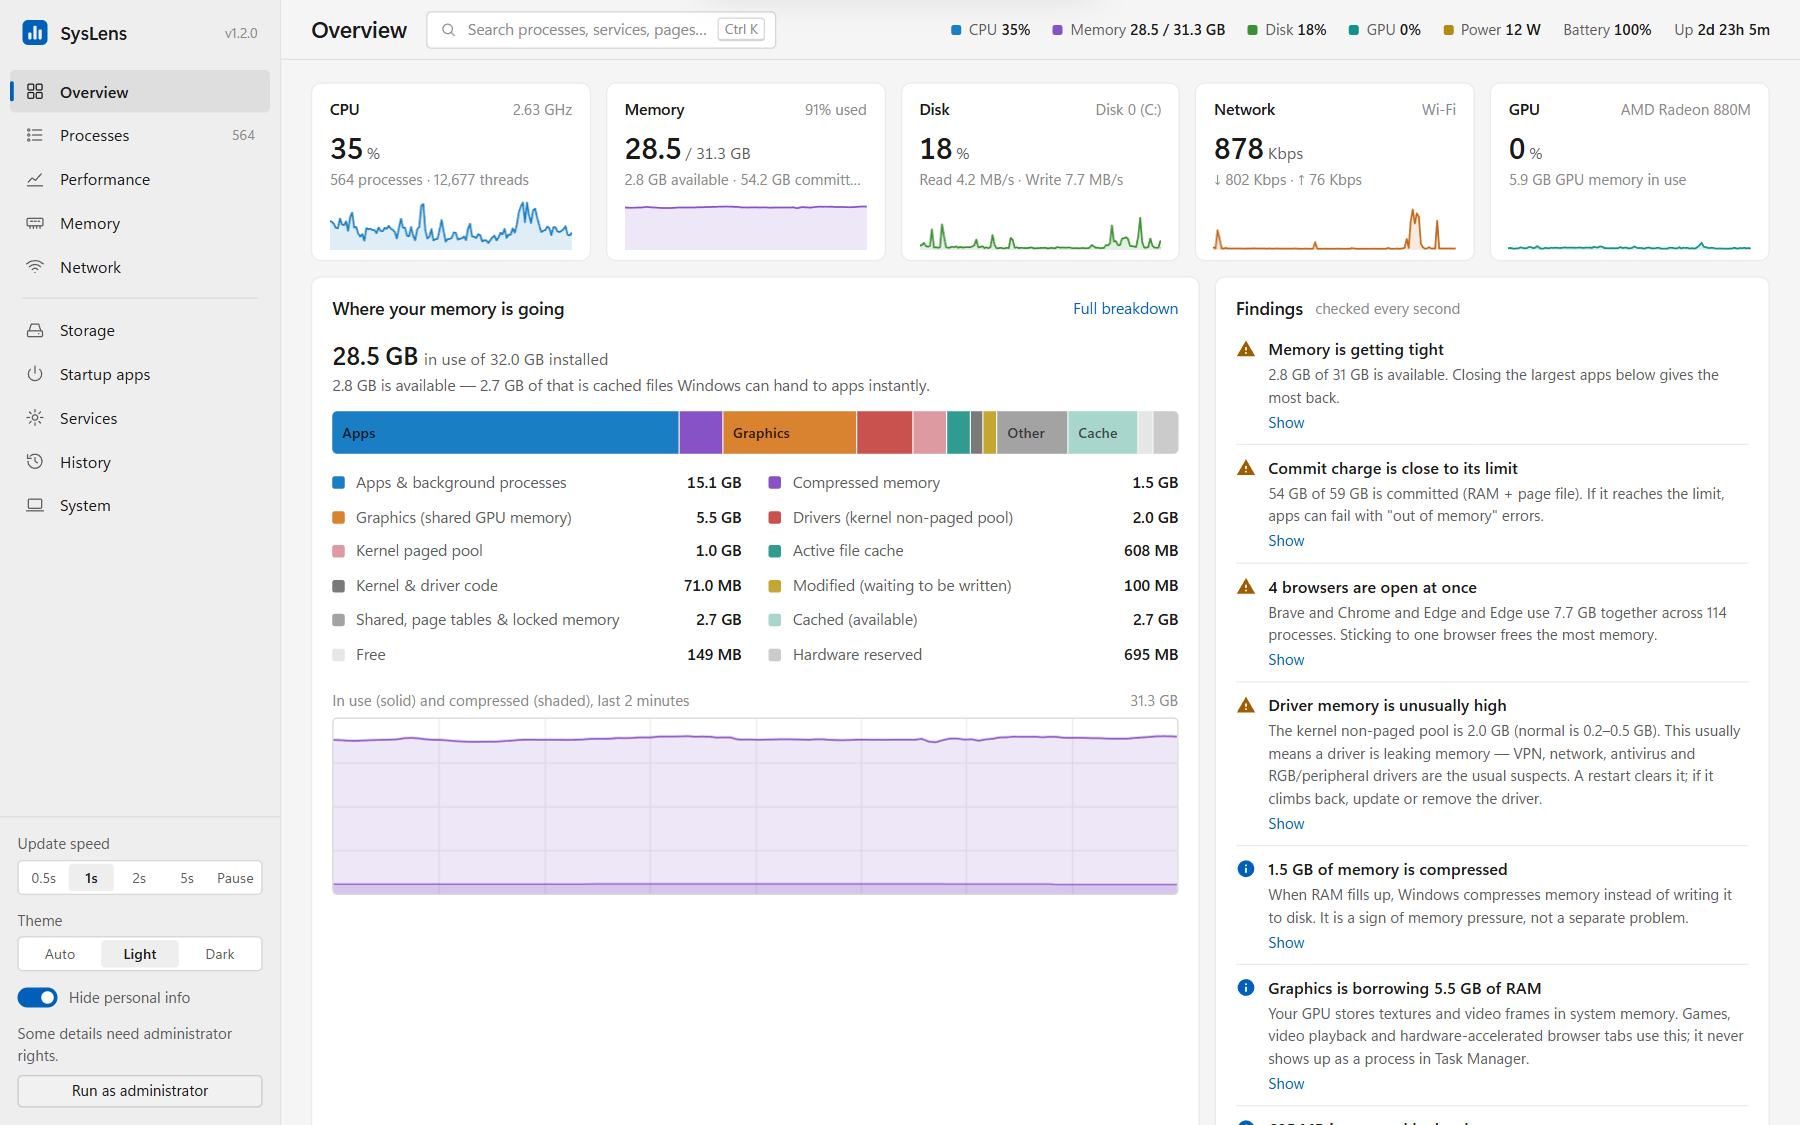 SysLens
v1.2.0
Overview
Processes 564
Performance
Memory
Network
Storage
Startup apps
Services
History
System
Update speed
0.5s 1s 2s 5s Pause
Theme
Auto Light Dark
Hide personal info
Some details need administrator
rights.
Run as administrator
Overview
Search processes, services, pages... Ctrl K
CPU 35% Memory 28.5 / 31.3 GB Disk 18% GPU 0% Power 12 W Battery 100% Up 2d 23h 5m
CPU 2.63 GHz
35 %
564 processes · 12,677 threads
Memory 91% used
28.5 / 31.3 GB
2.8 GB available · 54.2 GB committ...
Disk Disk 0 (C:)
18 %
Read 4.2 MB/s · Write 7.7 MB/s
Network Wi-Fi
878 Kbps
↓ 802 Kbps · ↑ 76 Kbps
GPU AMD Radeon 880M
0 %
5.9 GB GPU memory in use
Where your memory is going Full breakdown
28.5 GB in use of 32.0 GB installed
2.8 GB is available — 2.7 GB of that is cached files Windows can hand to apps instantly.
Apps Graphics Other Cache
Apps & background processes 15.1 GB Compressed memory 1.5 GB
Graphics (shared GPU memory) 5.5 GB Drivers (kernel non-paged pool) 2.0 GB
Kernel paged pool 1.0 GB Active file cache 608 MB
Kernel & driver code 71.0 MB Modified (waiting to be written) 100 MB
Shared, page tables & locked memory 2.7 GB Cached (available) 2.7 GB
Free 149 MB Hardware reserved 695 MB
In use (solid) and compressed (shaded), last 2 minutes 31.3 GB
Findings checked every second
Memory is getting tight
2.8 GB of 31 GB is available. Closing the largest apps below gives the
most back.
Show
Commit charge is close to its limit
54 GB of 59 GB is committed (RAM + page file). If it reaches the limit,
apps can fail with "out of memory" errors.
Show
4 browsers are open at once
Brave and Chrome and Edge and Edge use 7.7 GB together across 114
processes. Sticking to one browser frees the most memory.
Show
Driver memory is unusually high
The kernel non-paged pool is 2.0 GB (normal is 0.2–0.5 GB). This usually
means a driver is leaking memory — VPN, network, antivirus and
RGB/peripheral drivers are the usual suspects. A restart clears it; if it
climbs back, update or remove the driver.
Show
1.5 GB of memory is compressed
When RAM fills up, Windows compresses memory instead of writing it
to disk. It is a sign of memory pressure, not a separate problem.
Show
Graphics is borrowing 5.5 GB of RAM
Your GPU stores textures and video frames in system memory. Games,
video playback and hardware-accelerated browser tabs use this; it never
shows up as a process in Task Manager.
Show